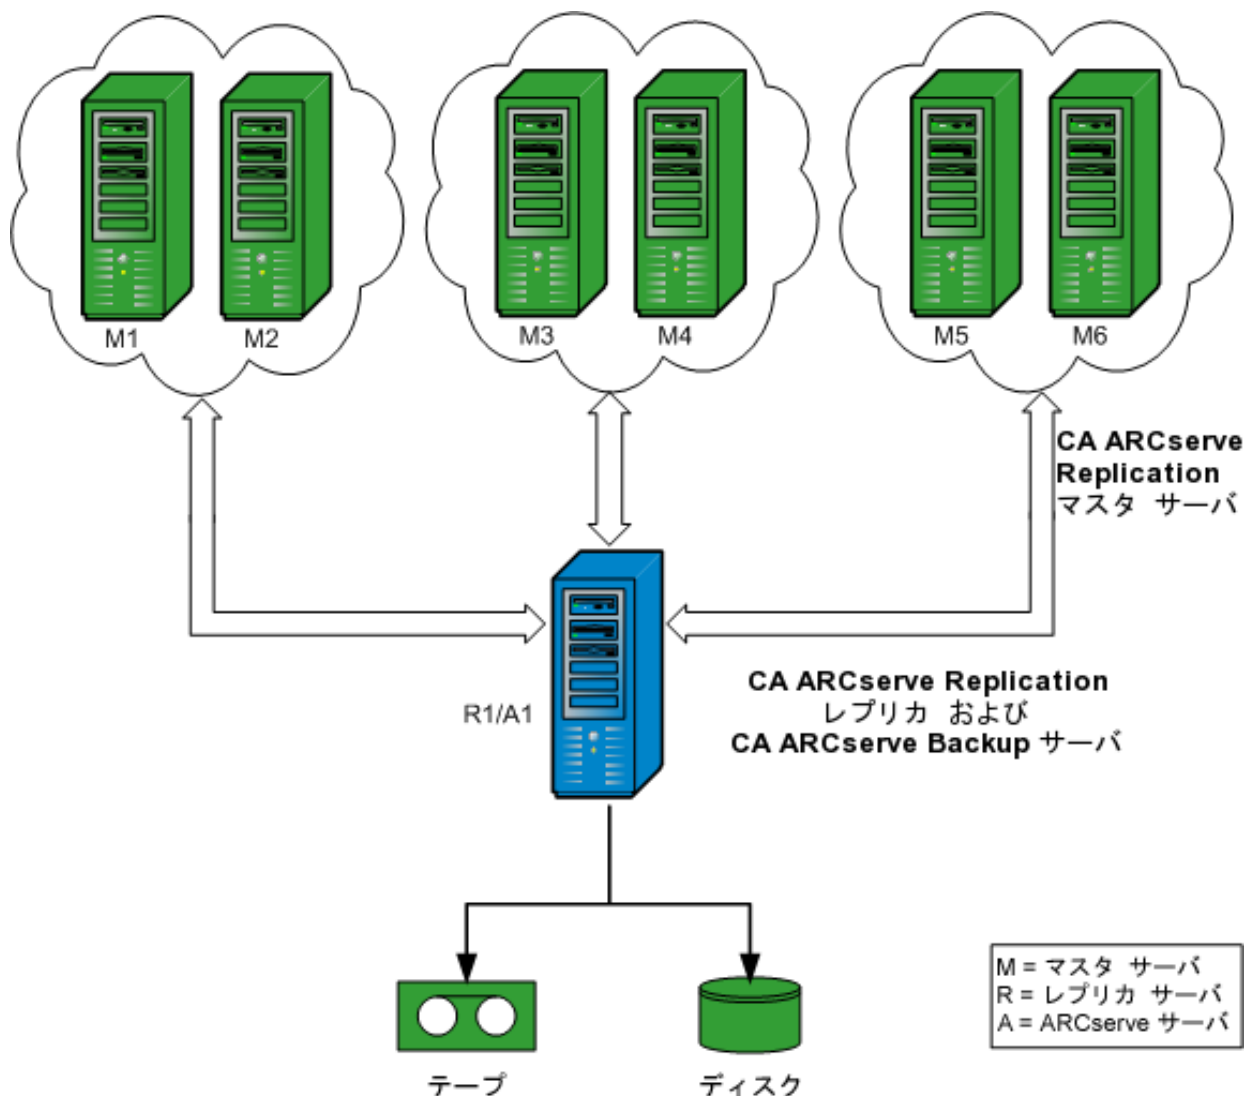 M1
M2
M3
M4
M5
M6
CA ARCserve
Replication
マスタ サーバ
R1/A1
CA ARCserve Replication
レプリカ および
CA ARCserve Backup サーバ
M = マスタ サーバ
R = レプリカ サーバ
A = ARCserve サーバ
テープ
ディスク